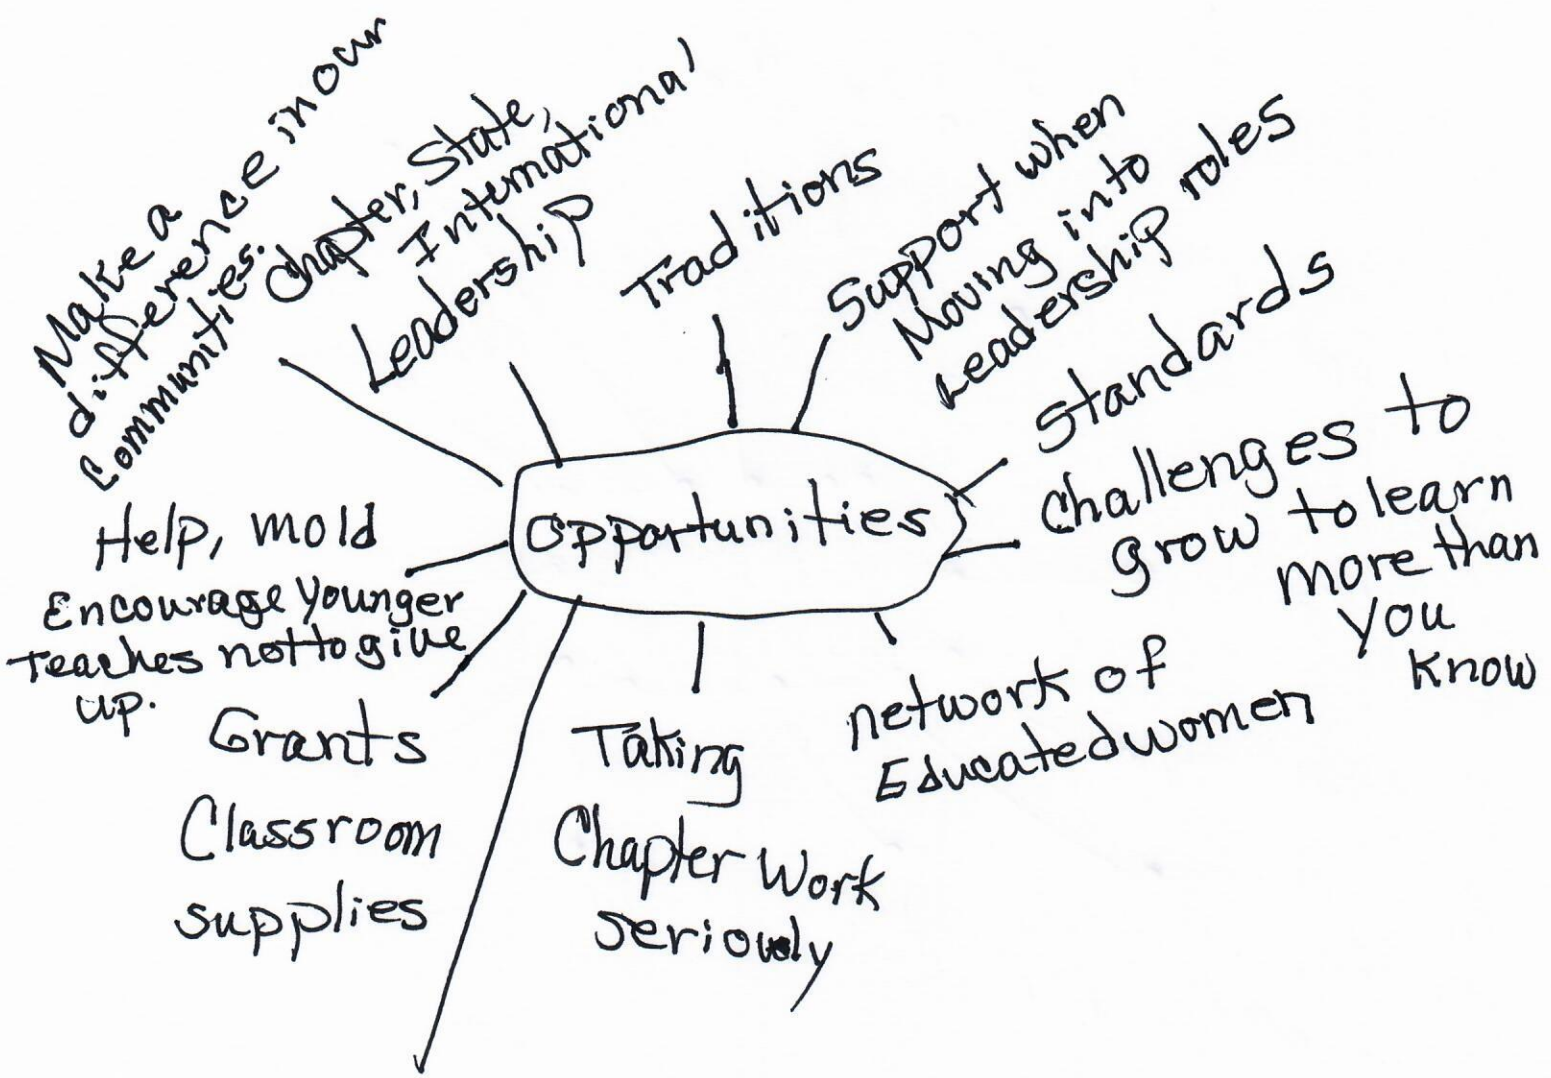 Make a
difference in our
communities.
Chapter, State,
International
Leadership
Traditions
Support when
Moving into
Leadership roles
Standards
Challenges to
grow to learn
more than
you
know
Opportunities
Help, mold
Encourage younger
Teaches not to give
up.
Grants
Classroom
supplies
Taking
Chapter Work
seriously
network of
Educated women